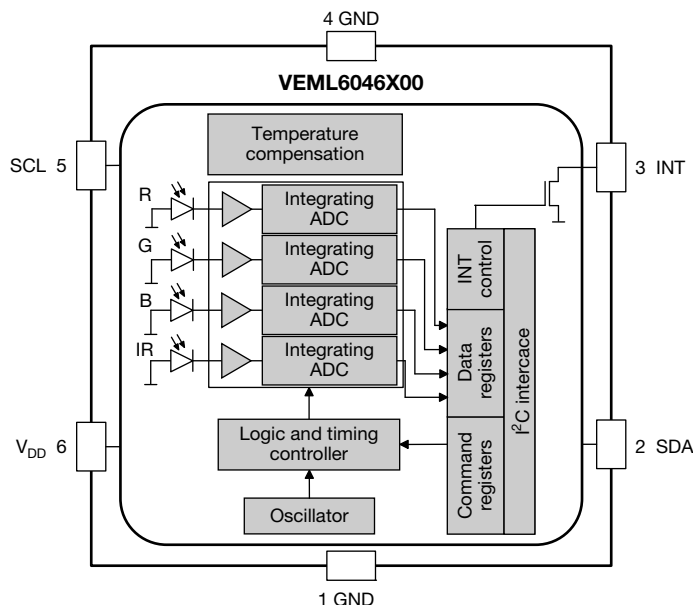 4 GND
VEML6046X00
Temperature
compensation
SCL 5
3 INT
R
Integrating
ADC
G
Integrating
ADC
B
Integrating
ADC
IR
Integrating
ADC
INT
control
Data
registers
Command
registers
I²C intercace
Logic and timing
controller
V_DD 6
2 SDA
Oscillator
1 GND